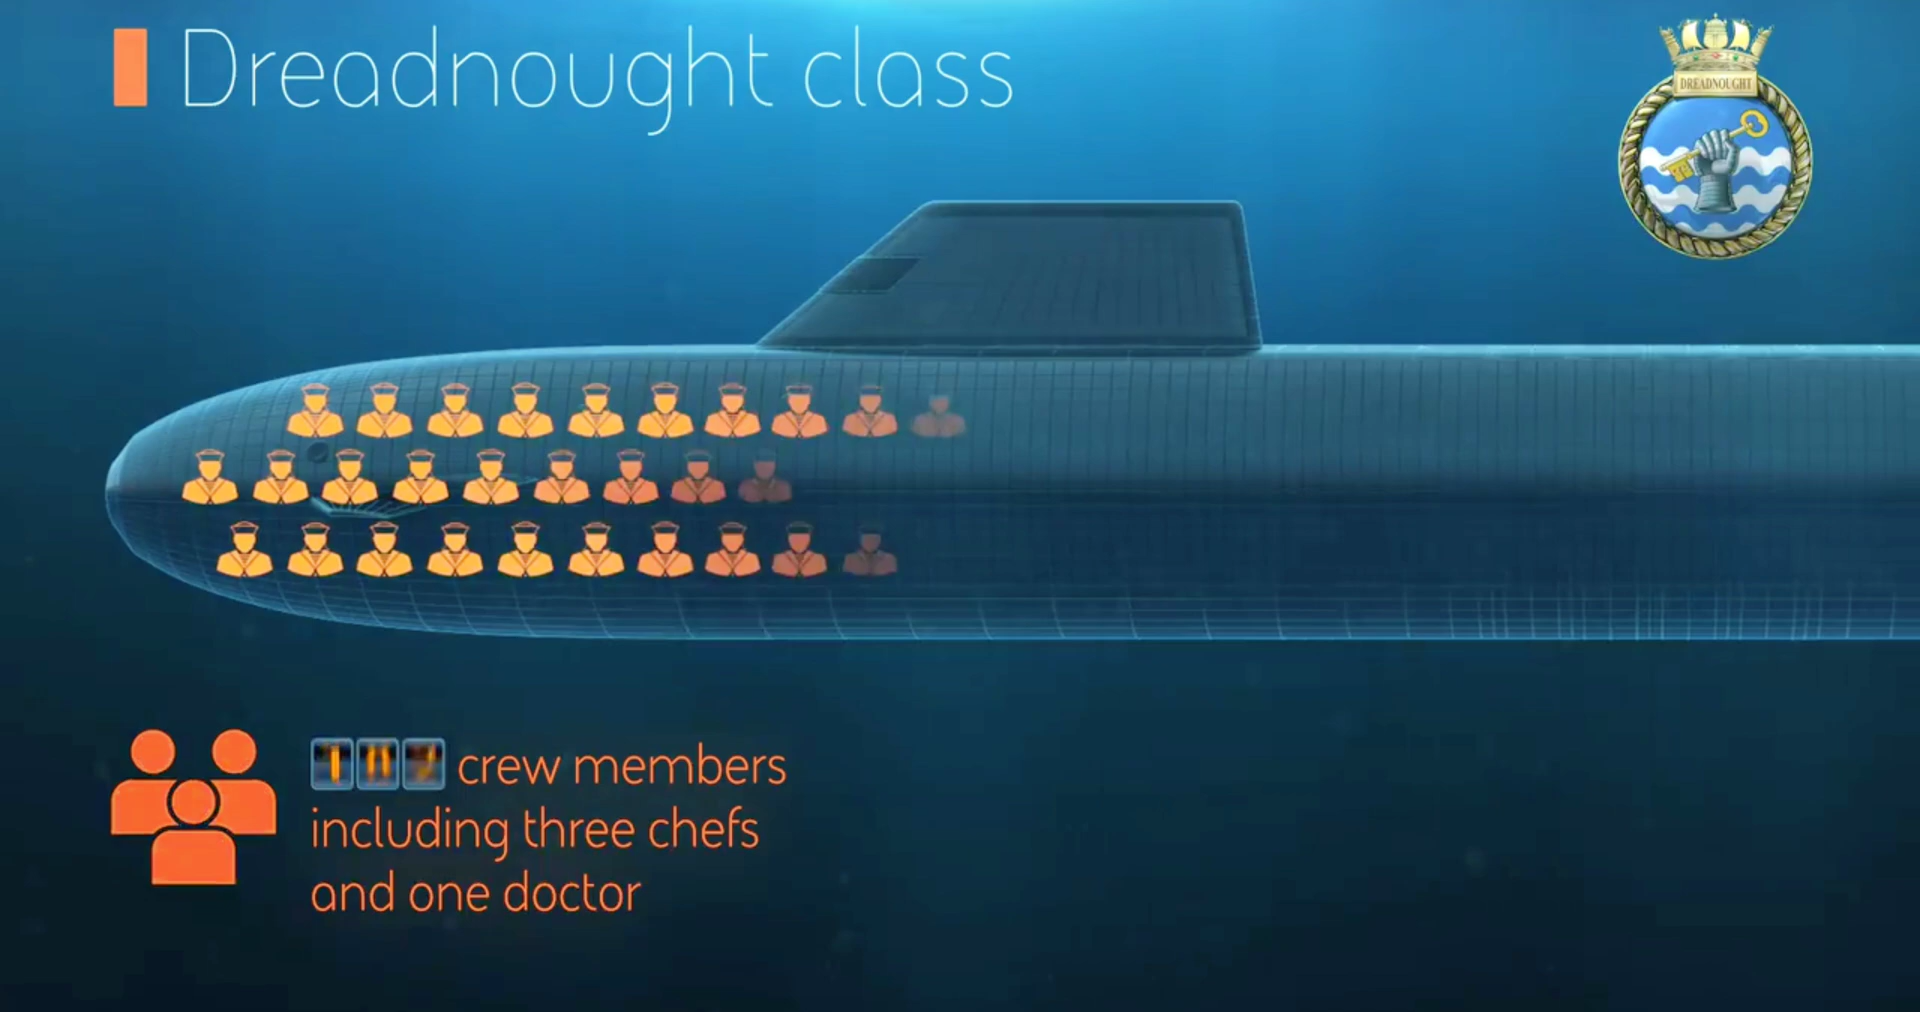 Dreadnought class
DREADNOUGHT
crew members
including three chefs
and one doctor